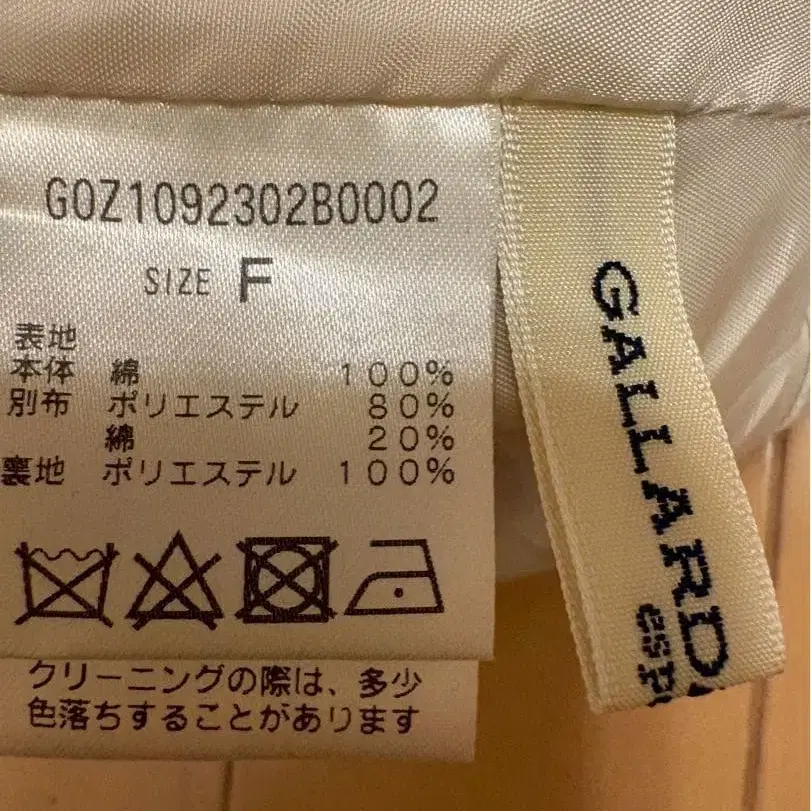 G0Z1092302B0002
SIZE F
表地
本体 綿 100%
別布 ポリエステル 80%
綿 20%
裏地 ポリエステル 100%
クリーニングの際は、多少
色落ちすることがあります
GALLARD
esp